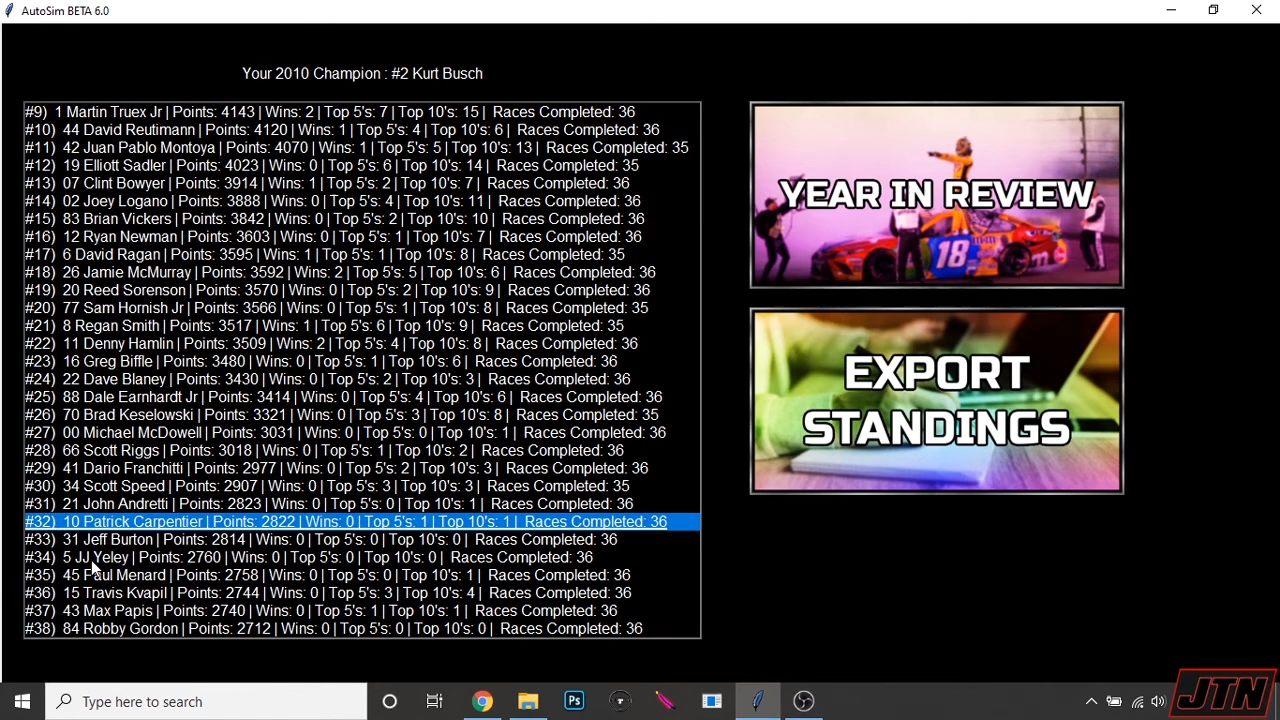 AutoSim BETA 6.0
Your 2010 Champion : #2 Kurt Busch
#9) 1 Martin Truex Jr | Points: 4143 | Wins: 2 | Top 5's: 7 | Top 10's: 15 | Races Completed: 36
#10) 44 David Reutimann | Points: 4120 | Wins: 1 | Top 5's: 4 | Top 10's: 6 | Races Completed: 36
#11) 42 Juan Pablo Montoya | Points: 4070 | Wins: 1 | Top 5's: 5 | Top 10's: 13 | Races Completed: 35
#12) 19 Elliott Sadler | Points: 4023 | Wins: 0 | Top 5's: 6 | Top 10's: 14 | Races Completed: 35
#13) 07 Clint Bowyer | Points: 3914 | Wins: 1 | Top 5's: 2 | Top 10's: 7 | Races Completed: 36
#14) 02 Joey Logano | Points: 3888 | Wins: 0 | Top 5's: 4 | Top 10's: 11 | Races Completed: 36
#15) 83 Brian Vickers | Points: 3842 | Wins: 0 | Top 5's: 2 | Top 10's: 10 | Races Completed: 36
#16) 12 Ryan Newman | Points: 3603 | Wins: 0 | Top 5's: 1 | Top 10's: 7 | Races Completed: 36
#17) 6 David Ragan | Points: 3595 | Wins: 1 | Top 5's: 1 | Top 10's: 8 | Races Completed: 35
#18) 26 Jamie McMurray | Points: 3592 | Wins: 2 | Top 5's: 5 | Top 10's: 6 | Races Completed: 36
#19) 20 Reed Sorenson | Points: 3570 | Wins: 0 | Top 5's: 2 | Top 10's: 9 | Races Completed: 36
#20) 77 Sam Hornish Jr | Points: 3566 | Wins: 0 | Top 5's: 1 | Top 10's: 8 | Races Completed: 35
#21) 8 Regan Smith | Points: 3517 | Wins: 1 | Top 5's: 6 | Top 10's: 9 | Races Completed: 35
#22) 11 Denny Hamlin | Points: 3509 | Wins: 2 | Top 5's: 4 | Top 10's: 8 | Races Completed: 36
#23) 16 Greg Biffle | Points: 3480 | Wins: 0 | Top 5's: 1 | Top 10's: 6 | Races Completed: 36
#24) 22 Dave Blaney | Points: 3430 | Wins: 0 | Top 5's: 2 | Top 10's: 3 | Races Completed: 36
#25) 88 Dale Earnhardt Jr | Points: 3414 | Wins: 0 | Top 5's: 4 | Top 10's: 6 | Races Completed: 36
#26) 70 Brad Keselowski | Points: 3321 | Wins: 0 | Top 5's: 3 | Top 10's: 8 | Races Completed: 35
#27) 00 Michael McDowell | Points: 3031 | Wins: 0 | Top 5's: 0 | Top 10's: 1 | Races Completed: 36
#28) 66 Scott Riggs | Points: 3018 | Wins: 0 | Top 5's: 1 | Top 10's: 2 | Races Completed: 36
#29) 41 Dario Franchitti | Points: 2977 | Wins: 0 | Top 5's: 2 | Top 10's: 3 | Races Completed: 36
#30) 34 Scott Speed | Points: 2907 | Wins: 0 | Top 5's: 3 | Top 10's: 3 | Races Completed: 35
#31) 21 John Andretti | Points: 2823 | Wins: 0 | Top 5's: 0 | Top 10's: 1 | Races Completed: 36
#32) 10 Patrick Carpentier | Points: 2822 | Wins: 0 | Top 5's: 1 | Top 10's: 1 | Races Completed: 36
#33) 31 Jeff Burton | Points: 2814 | Wins: 0 | Top 5's: 0 | Top 10's: 0 | Races Completed: 36
#34) 5 JJ Yeley | Points: 2760 | Wins: 0 | Top 5's: 0 | Top 10's: 0 | Races Completed: 36
#35) 45 Paul Menard | Points: 2758 | Wins: 0 | Top 5's: 0 | Top 10's: 1 | Races Completed: 36
#36) 15 Travis Kvapil | Points: 2744 | Wins: 0 | Top 5's: 3 | Top 10's: 4 | Races Completed: 36
#37) 43 Max Papis | Points: 2740 | Wins: 0 | Top 5's: 1 | Top 10's: 1 | Races Completed: 36
#38) 84 Robby Gordon | Points: 2712 | Wins: 0 | Top 5's: 0 | Top 10's: 0 | Races Completed: 36
YEAR IN REVIEW
18
EXPORT
STANDINGS
Type here to search
Ps
JTN